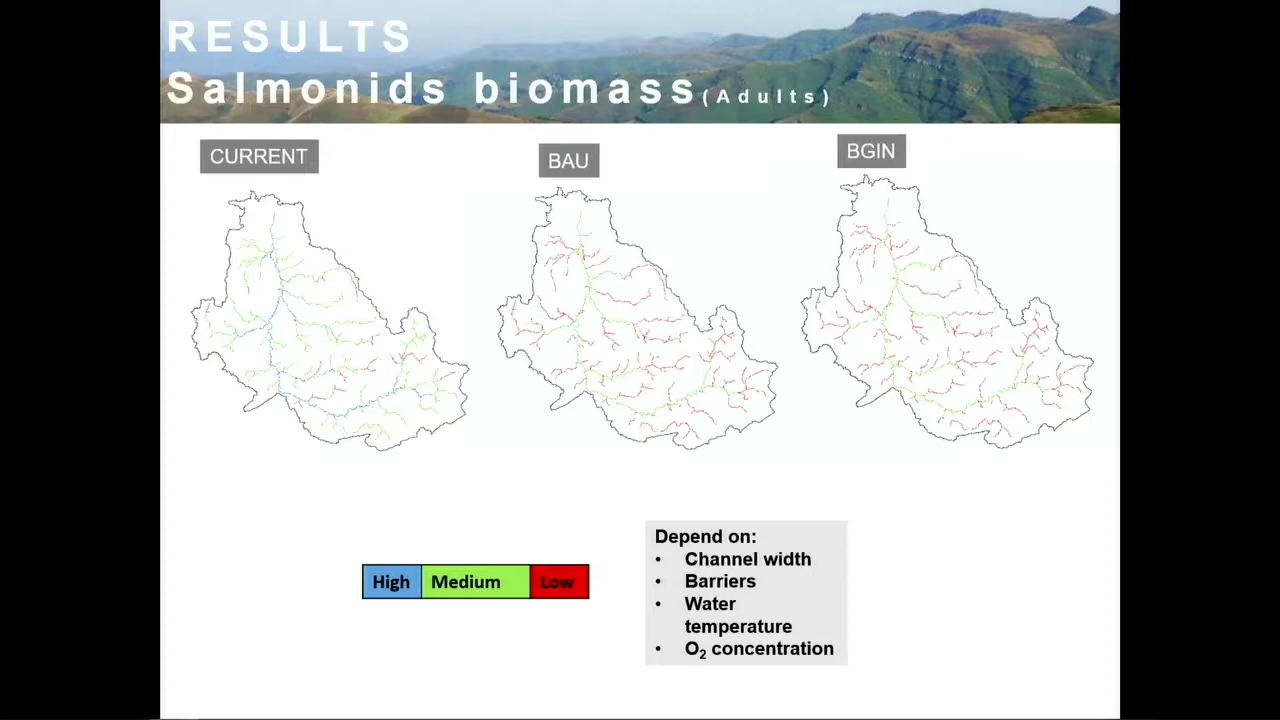 RESULTS
Salmonids biomass (Adults)
CURRENT
BAU
BGIN
High
Medium
Low
Depend on:
• Channel width
• Barriers
• Water
temperature
• O₂ concentration